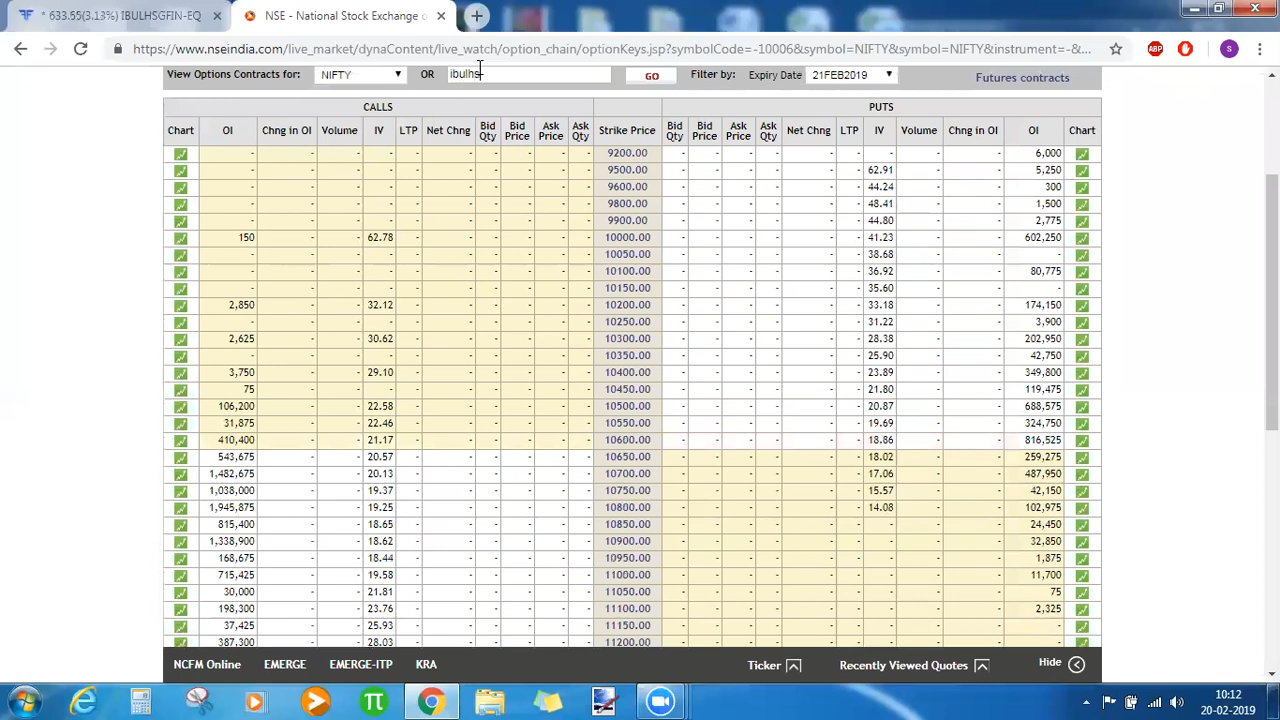 * 633.55(3.13%) IBULHSGFIN-EQ
NSE - National Stock Exchange o
https://www.nseindia.com/live_market/dynaContent/live_watch/option_chain/optionKeys.jsp?symbolCode=-10006&symbol=NIFTY&symbol=NIFTY&instrument=-&...
ABP
S
View Options Contracts for: NIFTY OR ibulhs GO Filter by: Expiry Date 21FEB2019 Futures contracts
CALLS PUTS
Chart OI Chng in OI Volume IV LTP Net Chng Bid Qty Bid Price Ask Price Ask Qty Strike Price Bid Qty Bid Price Ask Price Ask Qty Net Chng LTP IV Volume Chng in OI OI Chart
- - - - - - - - - - 9200.00 - - - - - - - - - 6,000
- - - - - - - - - - 9500.00 - - - - - - 62.91 - - 5,250
- - - - - - - - - - 9600.00 - - - - - - 44.24 - - 300
- - - - - - - - - - 9800.00 - - - - - - 48.41 - - 1,500
- - - - - - - - - - 9900.00 - - - - - - 44.80 - - 2,775
150 - - 62.78 - - - - - - 10000.00 - - - - - - 41.23 - - 602,250
- - - - - - - - - - 10050.00 - - - - - - 38.68 - - -
- - - - - - - - - - 10100.00 - - - - - - 36.92 - - 80,775
- - - - - - - - - - 10150.00 - - - - - - 35.60 - - -
2,850 - - 32.12 - - - - - - 10200.00 - - - - - - 33.18 - - 174,150
- - - - - - - - - - 10250.00 - - - - - - 31.22 - - 3,900
2,625 - - 30.62 - - - - - - 10300.00 - - - - - - 28.38 - - 202,950
- - - - - - - - - - 10350.00 - - - - - - 25.90 - - 42,750
3,750 - - 29.10 - - - - - - 10400.00 - - - - - - 23.89 - - 349,800
75 - - - - - - - - - 10450.00 - - - - - - 21.80 - - 119,475
106,200 - - 22.58 - - - - - - 10500.00 - - - - - - 20.87 - - 688,575
31,875 - - 22.46 - - - - - - 10550.00 - - - - - - 19.69 - - 324,750
410,400 - - 21.17 - - - - - - 10600.00 - - - - - - 18.86 - - 816,525
543,675 - - 20.57 - - - - - - 10650.00 - - - - - - 18.02 - - 259,275
1,482,675 - - 20.13 - - - - - - 10700.00 - - - - - - 17.06 - - 487,950
1,038,000 - - 19.37 - - - - - - 10750.00 - - - - - - 15.57 - - 42,150
1,945,875 - - 19.25 - - - - - - 10800.00 - - - - - - 14.08 - - 102,975
815,400 - - 18.65 - - - - - - 10850.00 - - - - - - - - - 24,450
1,338,900 - - 18.62 - - - - - - 10900.00 - - - - - - - - - 32,850
168,675 - - 18.44 - - - - - - 10950.00 - - - - - - - - - 1,875
715,425 - - 19.58 - - - - - - 11000.00 - - - - - - - - - 11,700
30,000 - - 21.81 - - - - - - 11050.00 - - - - - - - - - 75
198,300 - - 23.76 - - - - - - 11100.00 - - - - - - - - - 2,325
37,425 - - 25.93 - - - - - - 11150.00 - - - - - - - - - -
387,300 - - 28.03 - - - - - - 11200.00 - - - - - - - - - -
NCFM Online EMERGE EMERGE-ITP KRA Ticker Recently Viewed Quotes Hide
10:12
20-02-2019